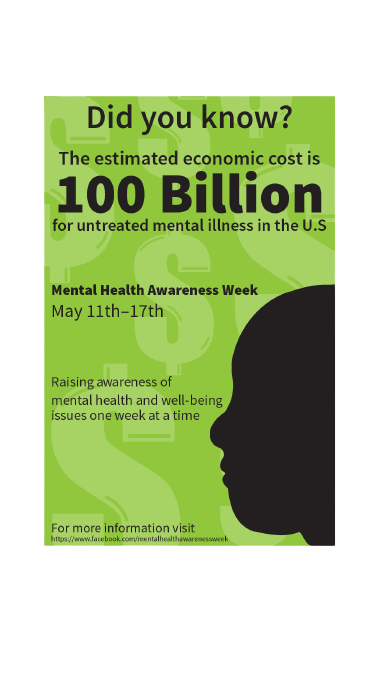 Did you know?
The estimated economic cost is
100 Billion
for untreated mental illness in the U.S
Mental Health Awareness Week
May 11th–17th
Raising awareness of
mental health and well-being
issues one week at a time
For more information visit
https://www.facebook.com/mentalhealthawarenessweek